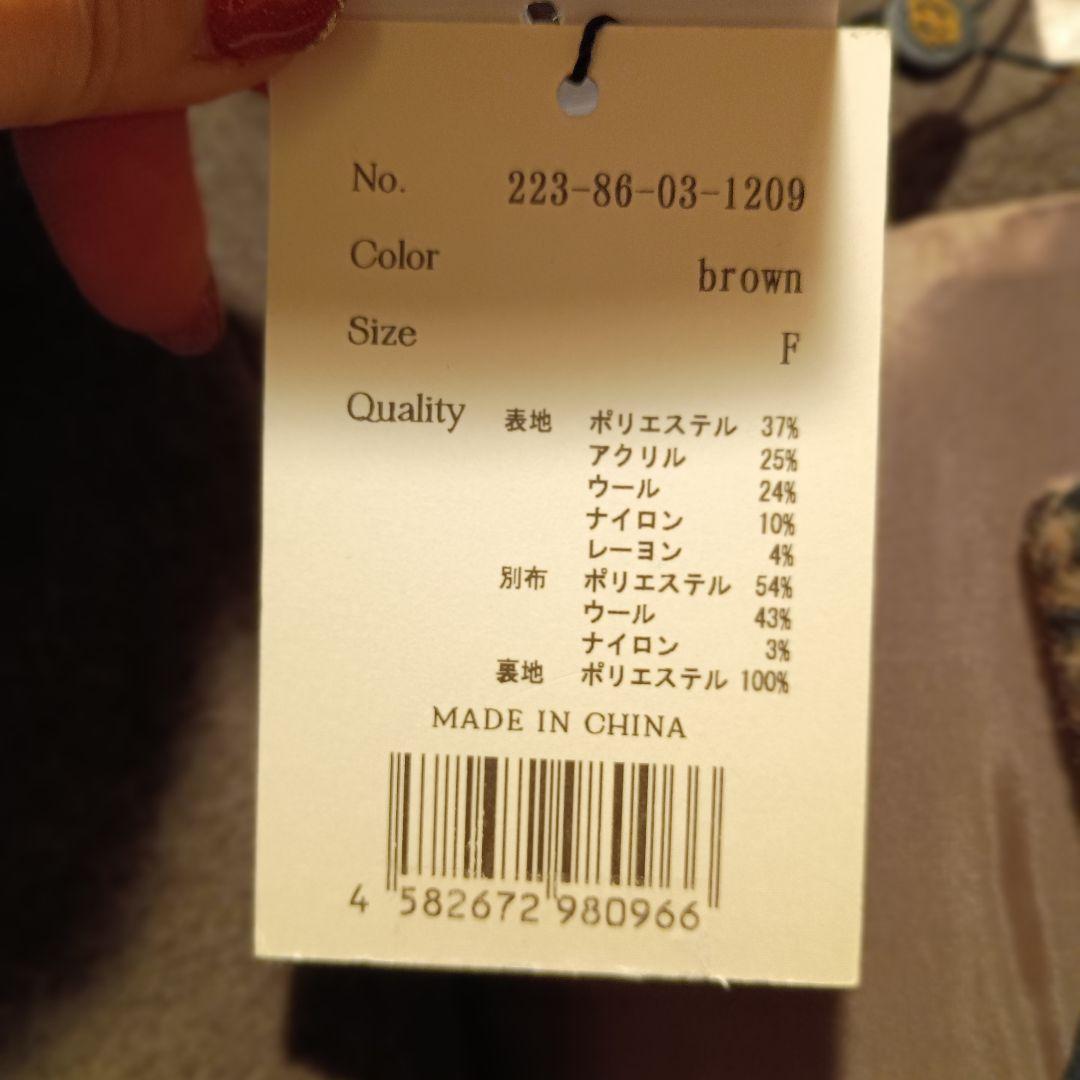 No. 223-86-03-1209
Color brown
Size F
Quality 表地 ポリエステル 37%
アクリル 25%
ウール 24%
ナイロン 10%
レーヨン 4%
別布 ポリエステル 54%
ウール 43%
ナイロン 3%
裏地 ポリエステル 100%
MADE IN CHINA
4 582672 980966